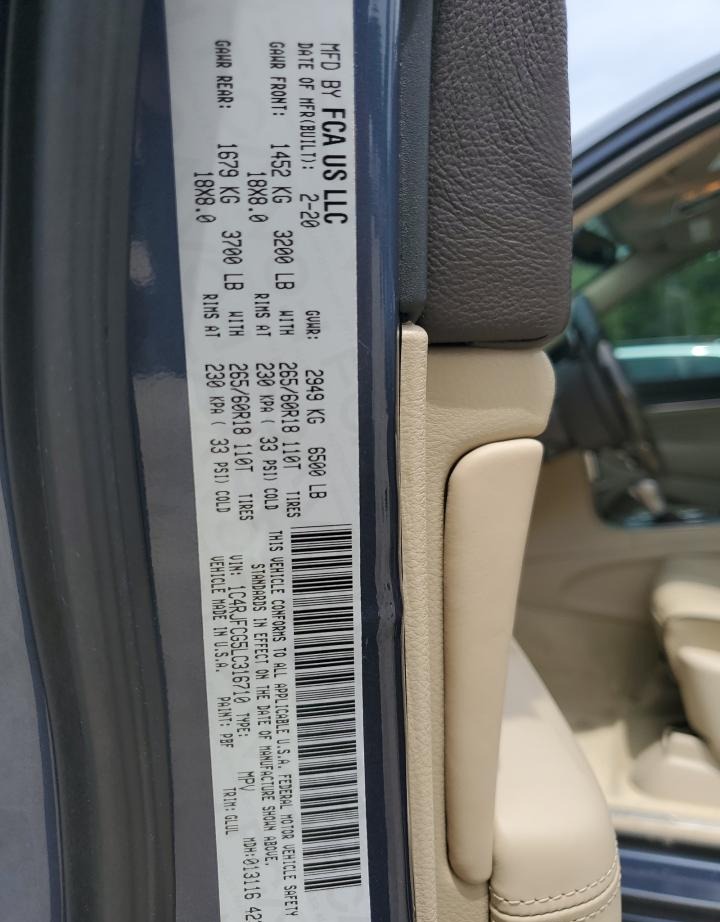 MFD BY FCA US LLC
DATE OF MFR(BUILT): 2-20 GVWR: 2949 KG 6500 LB
GAWR FRONT: 1452 KG 3200 LB WITH 265/60R18 110T TIRES
18X8.0 RIMS AT 230 KPA ( 33 PSI) COLD
GAWR REAR: 1679 KG 3700 LB WITH 265/60R18 110T TIRES
18X8.0 RIMS AT 230 KPA ( 33 PSI) COLD
THIS VEHICLE CONFORMS TO ALL APPLICABLE U.S.A. FEDERAL MOTOR VEHICLE SAFETY
STANDARDS IN EFFECT ON THE DATE OF MANUFACTURE SHOWN ABOVE.
VIN: 1C4RJFCG5LC316710 TYPE: MPV MDH:013116 42
VEHICLE MADE IN U.S.A. PAINT: PBF TRIM: GLUL